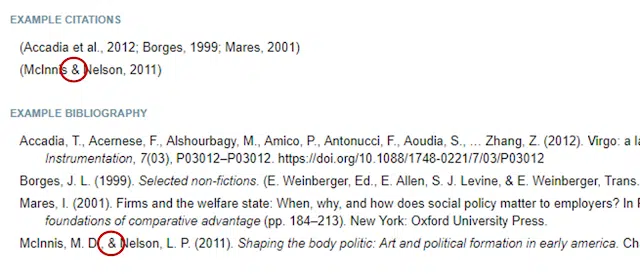 EXAMPLE CITATIONS
(Accadia et al., 2012; Borges, 1999; Mares, 2001)
(McInnis & Nelson, 2011)
EXAMPLE BIBLIOGRAPHY
Accadia, T., Acernese, F., Alshourbagy, M., Amico, P., Antonucci, F., Aoudia, S., … Zhang, Z. (2012). Virgo: a la
Instrumentation, 7(03), P03012–P03012. https://doi.org/10.1088/1748-0221/7/03/P03012
Borges, J. L. (1999). Selected non-fictions. (E. Weinberger, Ed., E. Allen, S. J. Levine, & E. Weinberger, Trans.
Mares, I. (2001). Firms and the welfare state: When, why, and how does social policy matter to employers? In P
foundations of comparative advantage (pp. 184–213). New York: Oxford University Press.
McInnis, M. D., & Nelson, L. P. (2011). Shaping the body politic: Art and political formation in early america. Ch